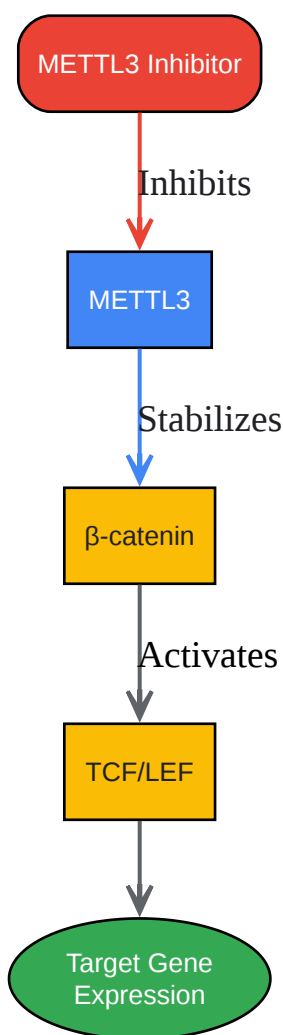 METTL3 Inhibitor
Inhibits
METTL3
Stabilizes
β-catenin
Activates
TCF/LEF
Target Gene
Expression